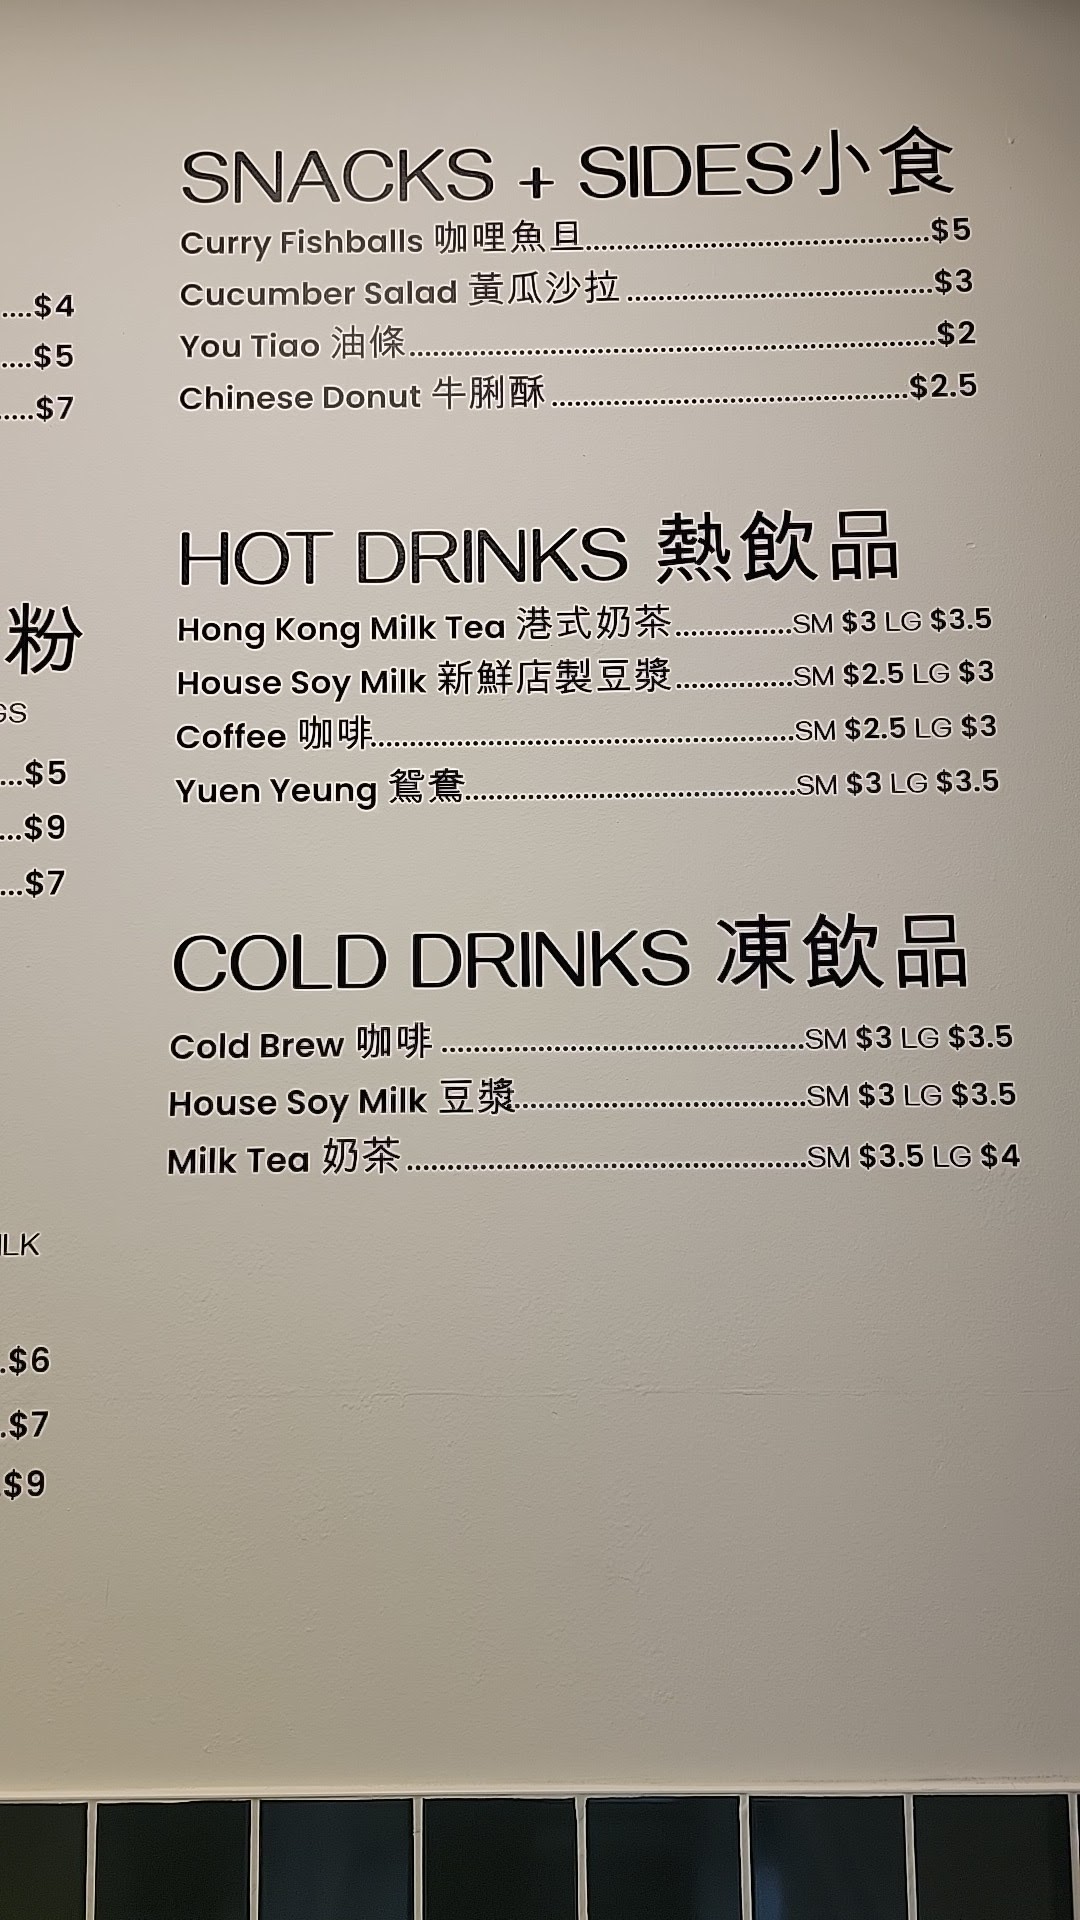 ....$4
....$5
.....$7
粉
GS
...$5
...$9
...$7
ILK
.$6
.$7
.$9
SNACKS + SIDES小食
Curry Fishballs 咖哩魚旦........................................$5
Cucumber Salad 黃瓜沙拉........................................$3
You Tiao 油條........................................$2
Chinese Donut 牛脷酥........................................$2.5
HOT DRINKS 熱飲品
Hong Kong Milk Tea 港式奶茶..............SM $3 LG $3.5
House Soy Milk 新鮮店製豆漿..............SM $2.5 LG $3
Coffee 咖啡........................................SM $2.5 LG $3
Yuen Yeung 鴛鴦........................................SM $3 LG $3.5
COLD DRINKS 凍飲品
Cold Brew 咖啡........................................SM $3 LG $3.5
House Soy Milk 豆漿........................................SM $3 LG $3.5
Milk Tea 奶茶........................................SM $3.5 LG $4